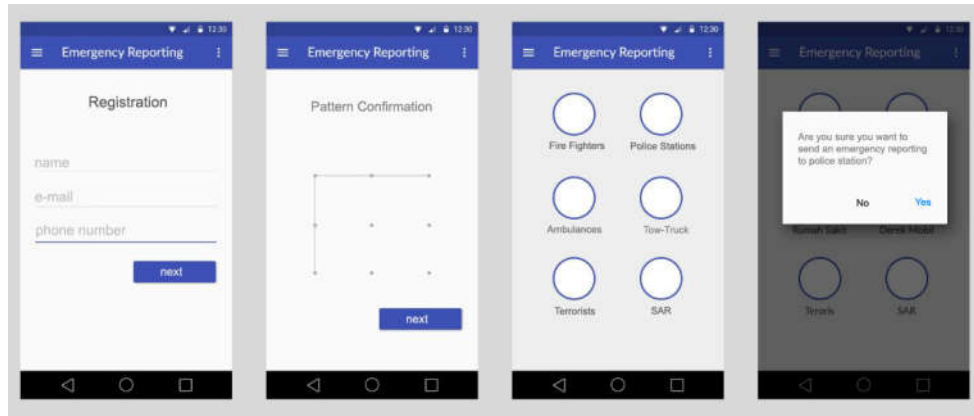 12:30
Emergency Reporting
Registration
name
e-mail
phone number
next
12:30
Emergency Reporting
Pattern Confirmation
next
12:30
Emergency Reporting
Fire Fighters Police Stations
Ambulances Tow-Truck
Terrorists SAR
12:30
Emergency Reporting
Are you sure you want to
send an emergency reporting
to police station?
No Yes
Rumah Sakit Derek Mobil
Teroris SAR